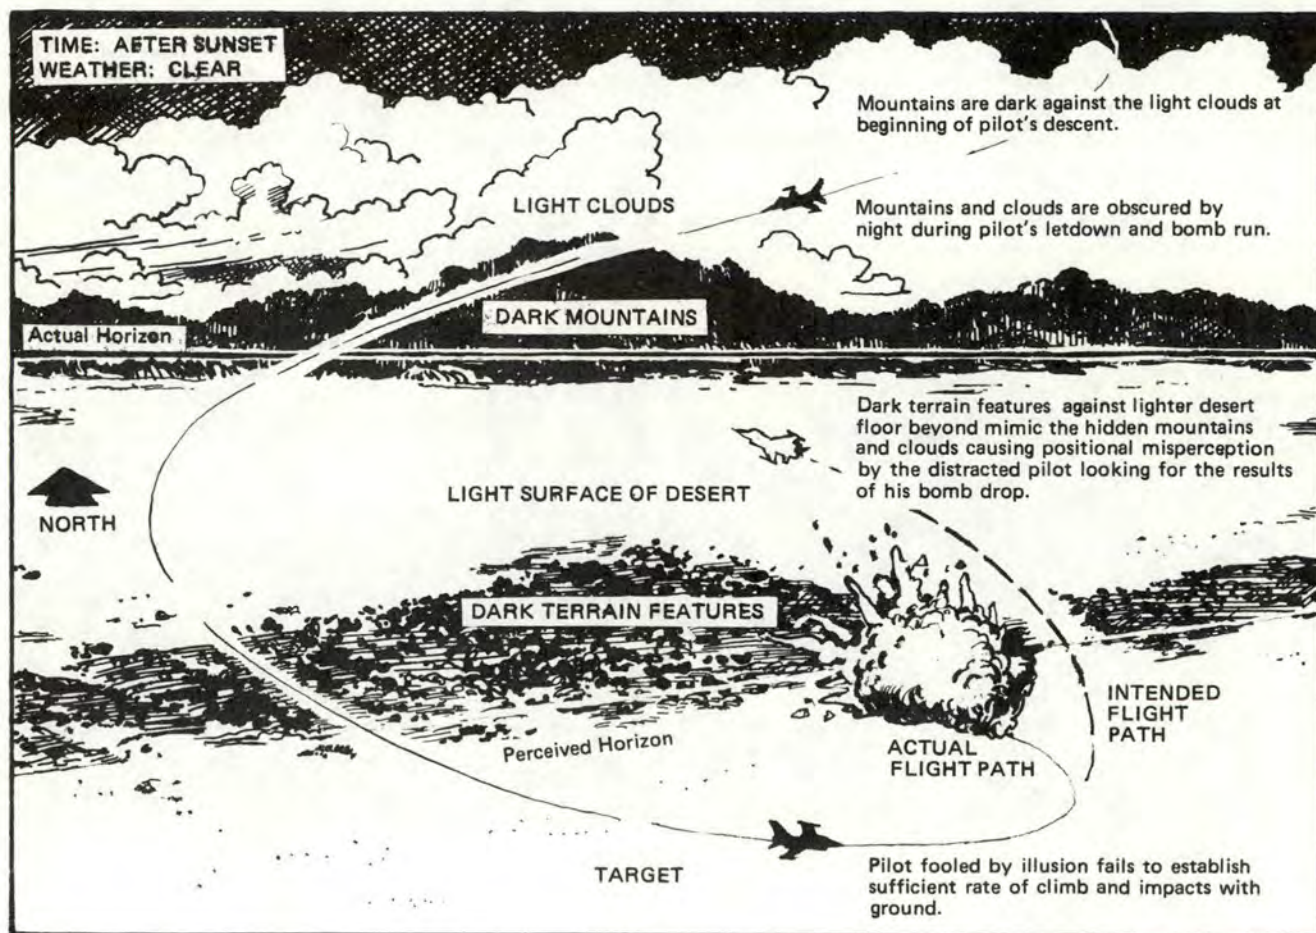 TIME: AFTER SUNSET
WEATHER: CLEAR
Mountains are dark against the light clouds at
beginning of pilot's descent.
LIGHT CLOUDS
Mountains and clouds are obscured by
night during pilot's letdown and bomb run.
DARK MOUNTAINS
Actual Horizon
Dark terrain features against lighter desert
floor beyond mimic the hidden mountains
and clouds causing positional misperception
by the distracted pilot looking for the results
of his bomb drop.
LIGHT SURFACE OF DESERT
NORTH
DARK TERRAIN FEATURES
INTENDED
FLIGHT
PATH
Perceived Horizon
ACTUAL
FLIGHT PATH
TARGET
Pilot fooled by illusion fails to establish
sufficient rate of climb and impacts with
ground.